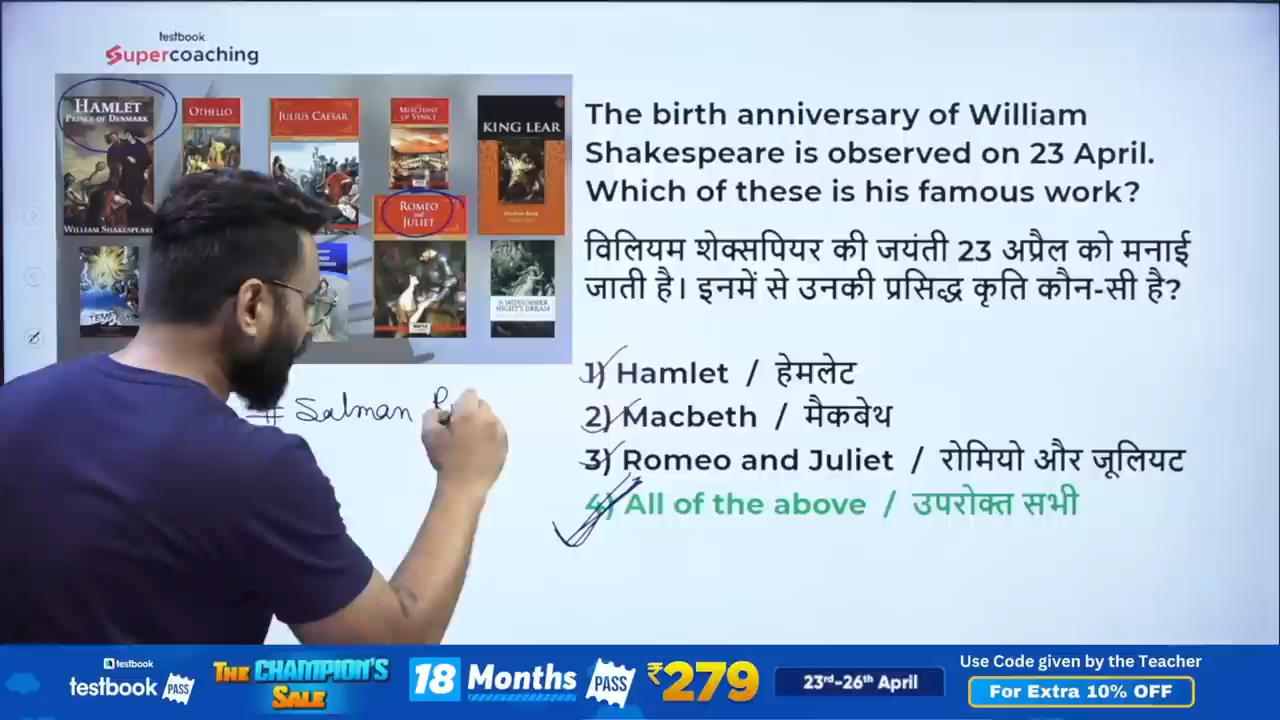 testbook
Supercoaching
HAMLET
PRINCE OF DENMARK
WILLIAM SHAKESPEARE
OTHELLO
JULIUS CAESAR
MERCHANT
OF VENICE
KING LEAR
ROMEO
and
JULIET
A MIDSUMMER
NIGHT'S DREAM
The birth anniversary of William
Shakespeare is observed on 23 April.
Which of these is his famous work?
विलियम शेक्सपियर की जयंती 23 अप्रैल को मनाई
जाती है। इनमें से उनकी प्रसिद्ध कृति कौन-सी है?
1) Hamlet / हेमलेट
2) Macbeth / मैकबेथ
3) Romeo and Juliet / रोमियो और जूलियट
4) All of the above / उपरोक्त सभी
# Salman
testbook
testbook PASS
THE CHAMPION'S
SALE
18 Months PASS ₹279
23rd-26th April
Use Code given by the Teacher
For Extra 10% OFF